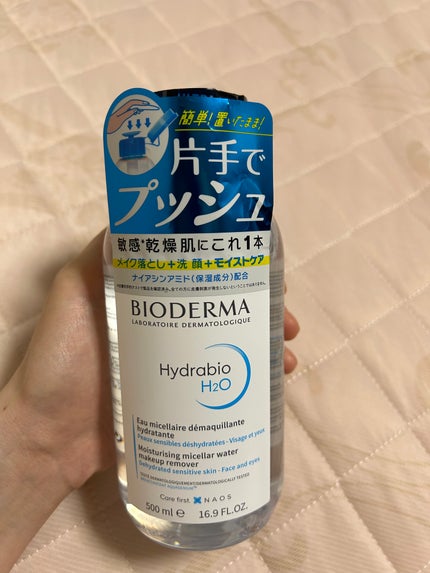 簡単!置いたまま!
片手で
プッシュ
敏感*乾燥肌にこれ1本
メイク落とし+洗顔+モイストケア
ナイアシンアミド(保湿成分)配合
BIODERMA
LABORATOIRE DERMATOLOGIQUE
Hydrabio
H2O
Eau micellaire démaquillante
hydratante
Peaux sensibles déshydratées - Visage et yeux
Moisturising micellar water
makeup remover
Dehydrated sensitive skin - Face and eyes
Care first. NAOS
500 ml ℮ 16.9 FL.OZ.